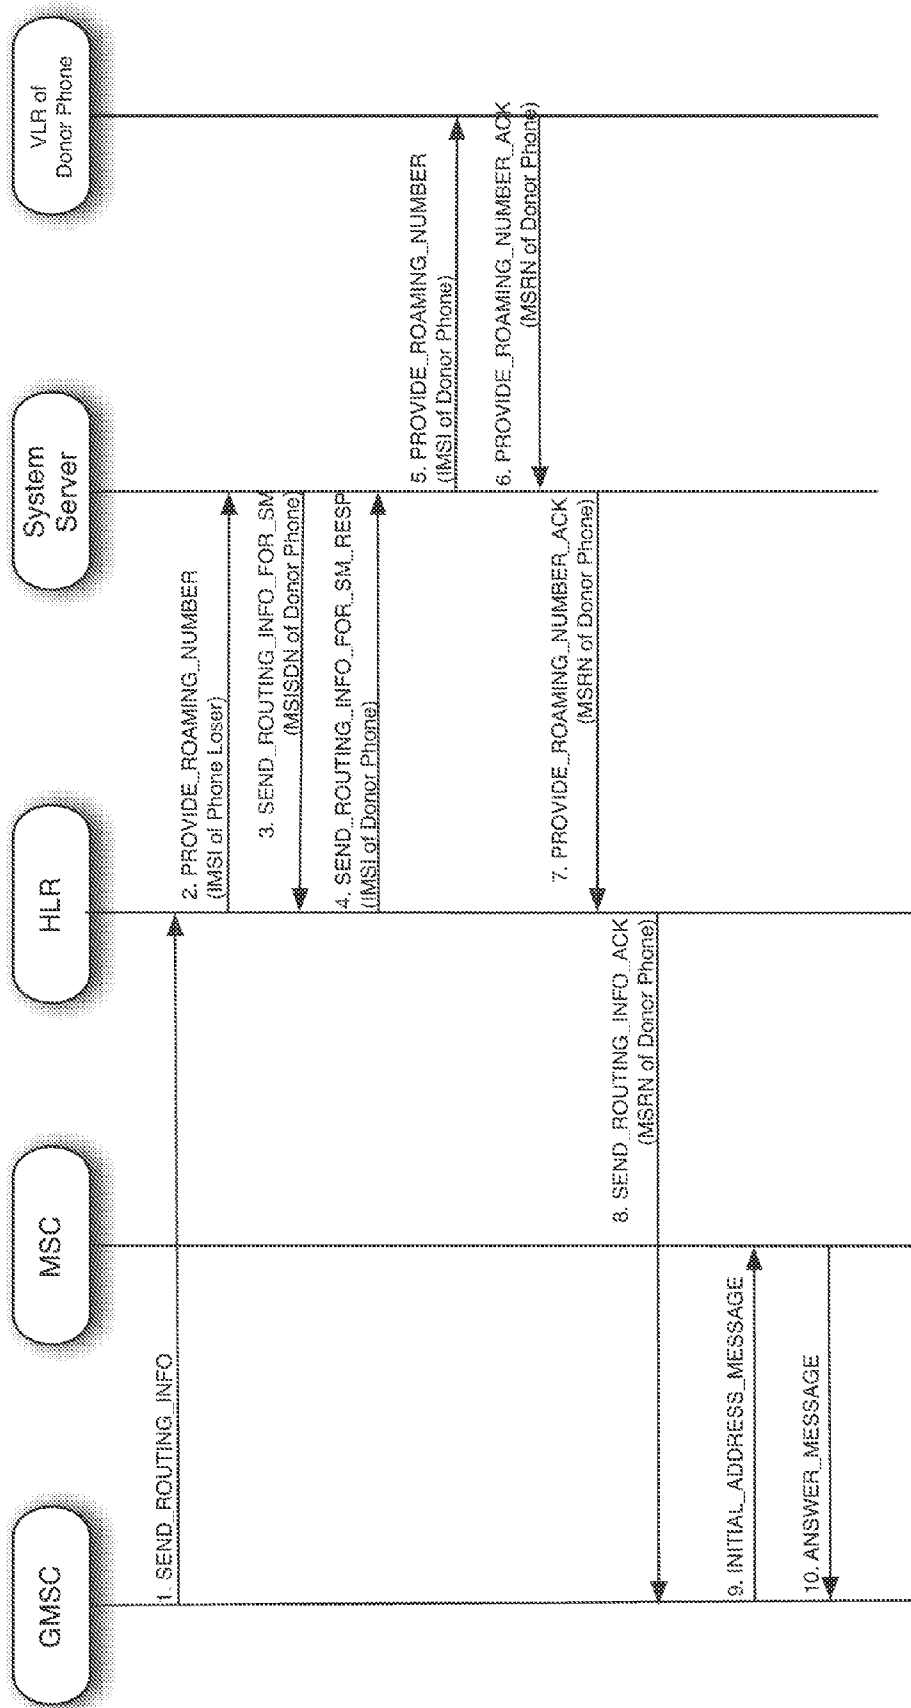 GMSC
MSC
HLR
System
Server
VLR of
Donor Phone
1. SEND_ROUTING_INFO
2. PROVIDE_ROAMING_NUMBER
(IMSI of Phone Loser)
3. SEND_ROUTING_INFO_FOR_SM
(MSISDN of Donor Phone)
4. SEND_ROUTING_INFO_FOR_SM_RESP
(IMSI of Donor Phone)
5. PROVIDE_ROAMING_NUMBER
(IMSI of Donor Phone)
6. PROVIDE_ROAMING_NUMBER_ACK
(MSRN of Donor Phone)
7. PROVIDE_ROAMING_NUMBER_ACK
(MSRN of Donor Phone)
8. SEND_ROUTING_INFO_ACK
(MSRN of Donor Phone)
9. INITIAL_ADDRESS_MESSAGE
10. ANSWER_MESSAGE